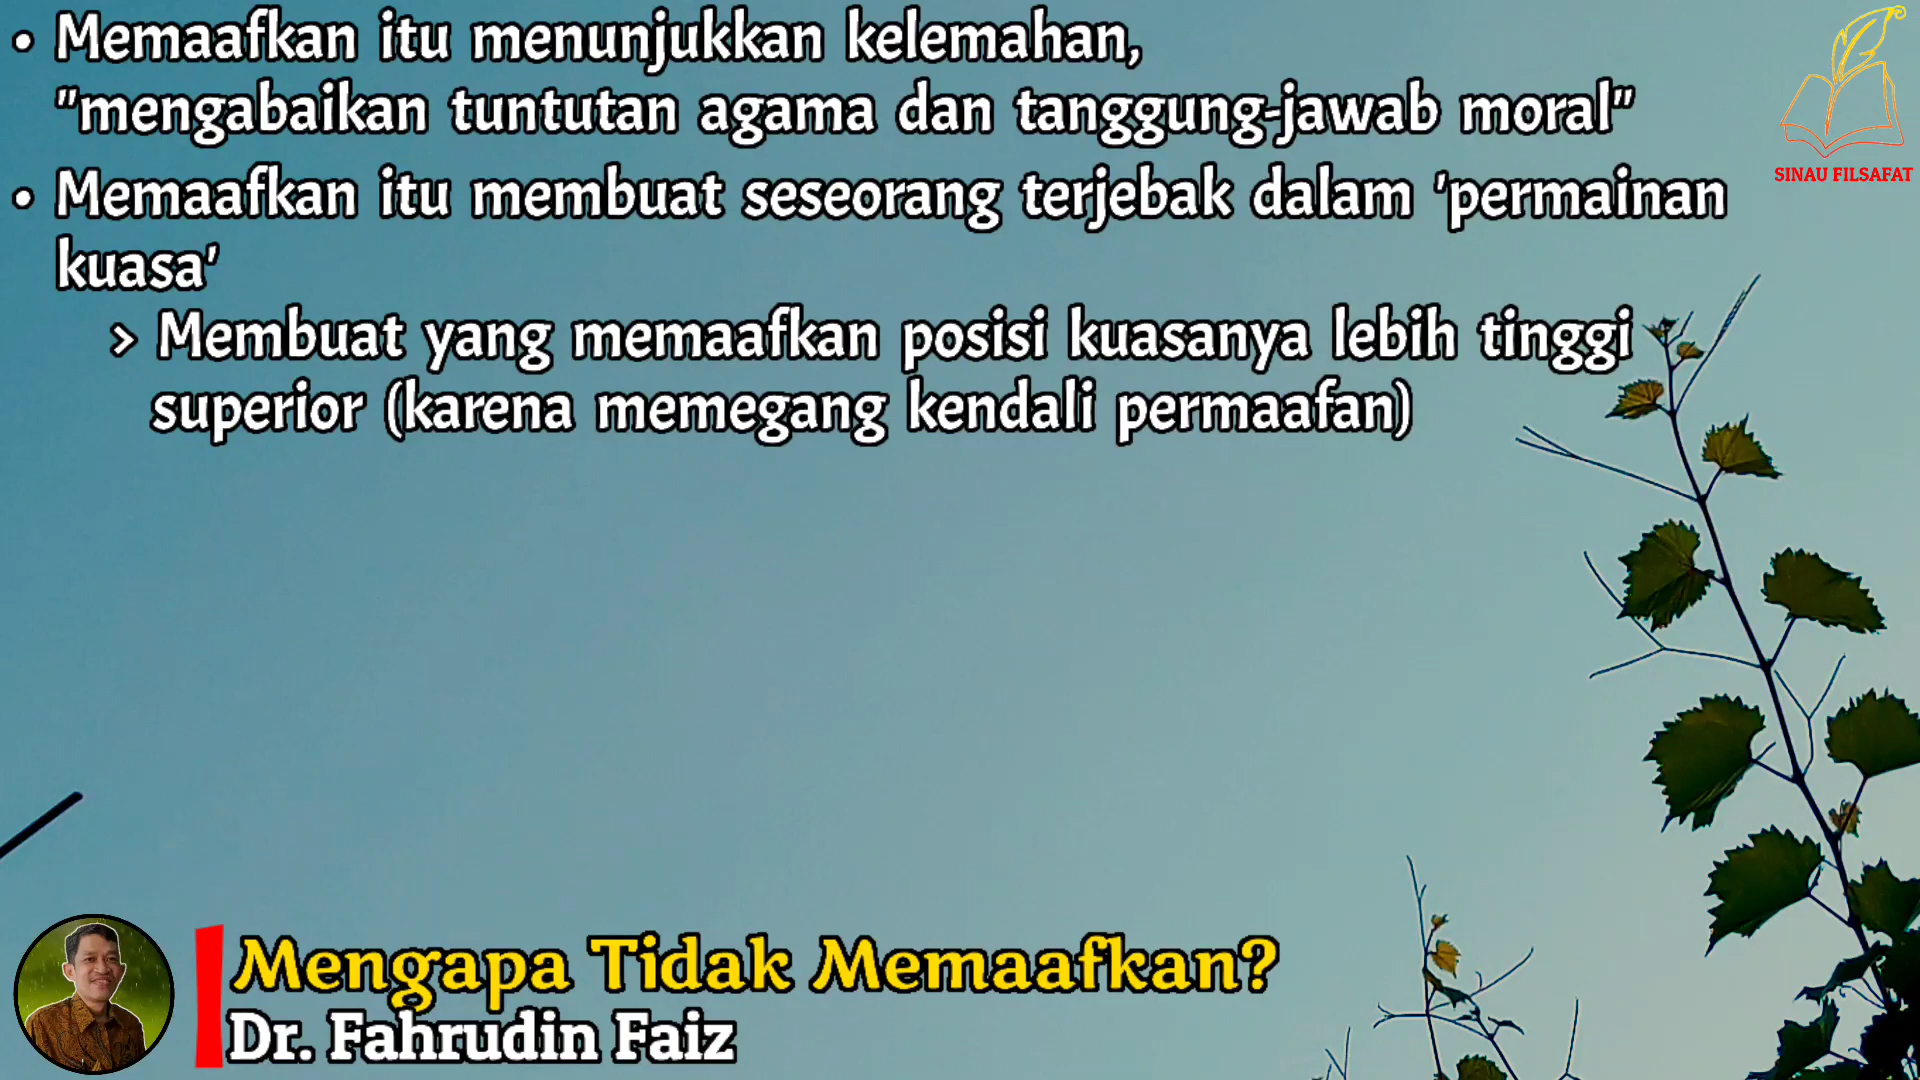 • Memaafkan itu menunjukkan kelemahan,
"mengabaikan tuntutan agama dan tanggung-jawab moral"
• Memaafkan itu membuat seseorang terjebak dalam 'permainan
kuasa'
> Membuat yang memaafkan posisi kuasanya lebih tinggi
superior (karena memegang kendali permaafan)
SINAU FILSAFAT
Mengapa Tidak Memaafkan?
Dr. Fahrudin Faiz